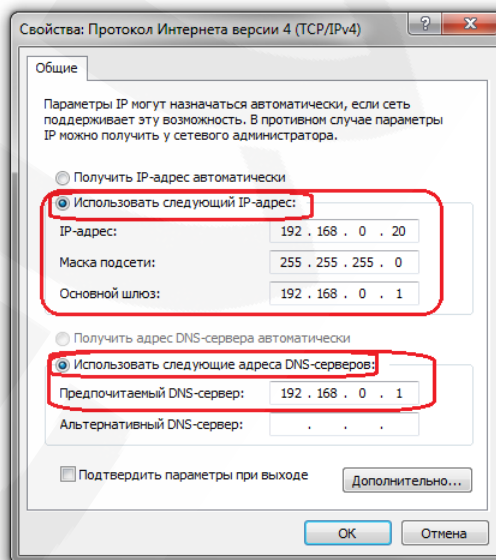 Свойства: Протокол Интернета версии 4 (TCP/IPv4)
Общие
Параметры IP могут назначаться автоматически, если сеть
поддерживает эту возможность. В противном случае параметры
IP можно получить у сетевого администратора.
Получить IP-адрес автоматически
Использовать следующий IP-адрес:
IP-адрес: 192 . 168 . 0 . 20
Маска подсети: 255 . 255 . 255 . 0
Основной шлюз: 192 . 168 . 0 . 1
Получить адрес DNS-сервера автоматически
Использовать следующие адреса DNS-серверов:
Предпочитаемый DNS-сервер: 192 . 168 . 0 . 1
Альтернативный DNS-сервер: . . .
Подтвердить параметры при выходе
Дополнительно...
ОК Отмена